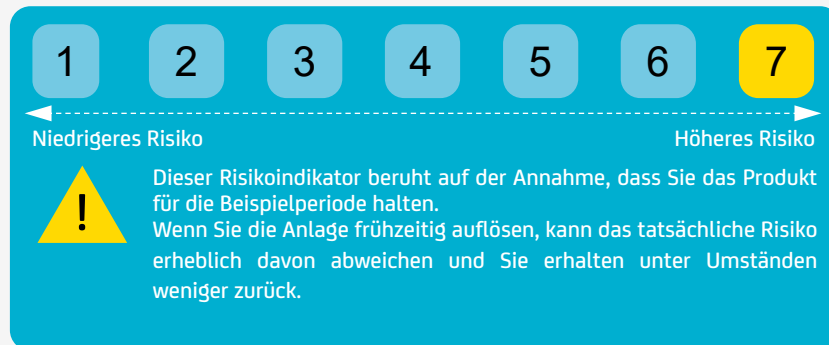 1 2 3 4 5 6 7
Niedrigeres Risiko Höheres Risiko
!
Dieser Risikoindikator beruht auf der Annahme, dass Sie das Produkt
für die Beispielperiode halten.
Wenn Sie die Anlage frühzeitig auflösen, kann das tatsächliche Risiko
erheblich davon abweichen und Sie erhalten unter Umständen
weniger zurück.